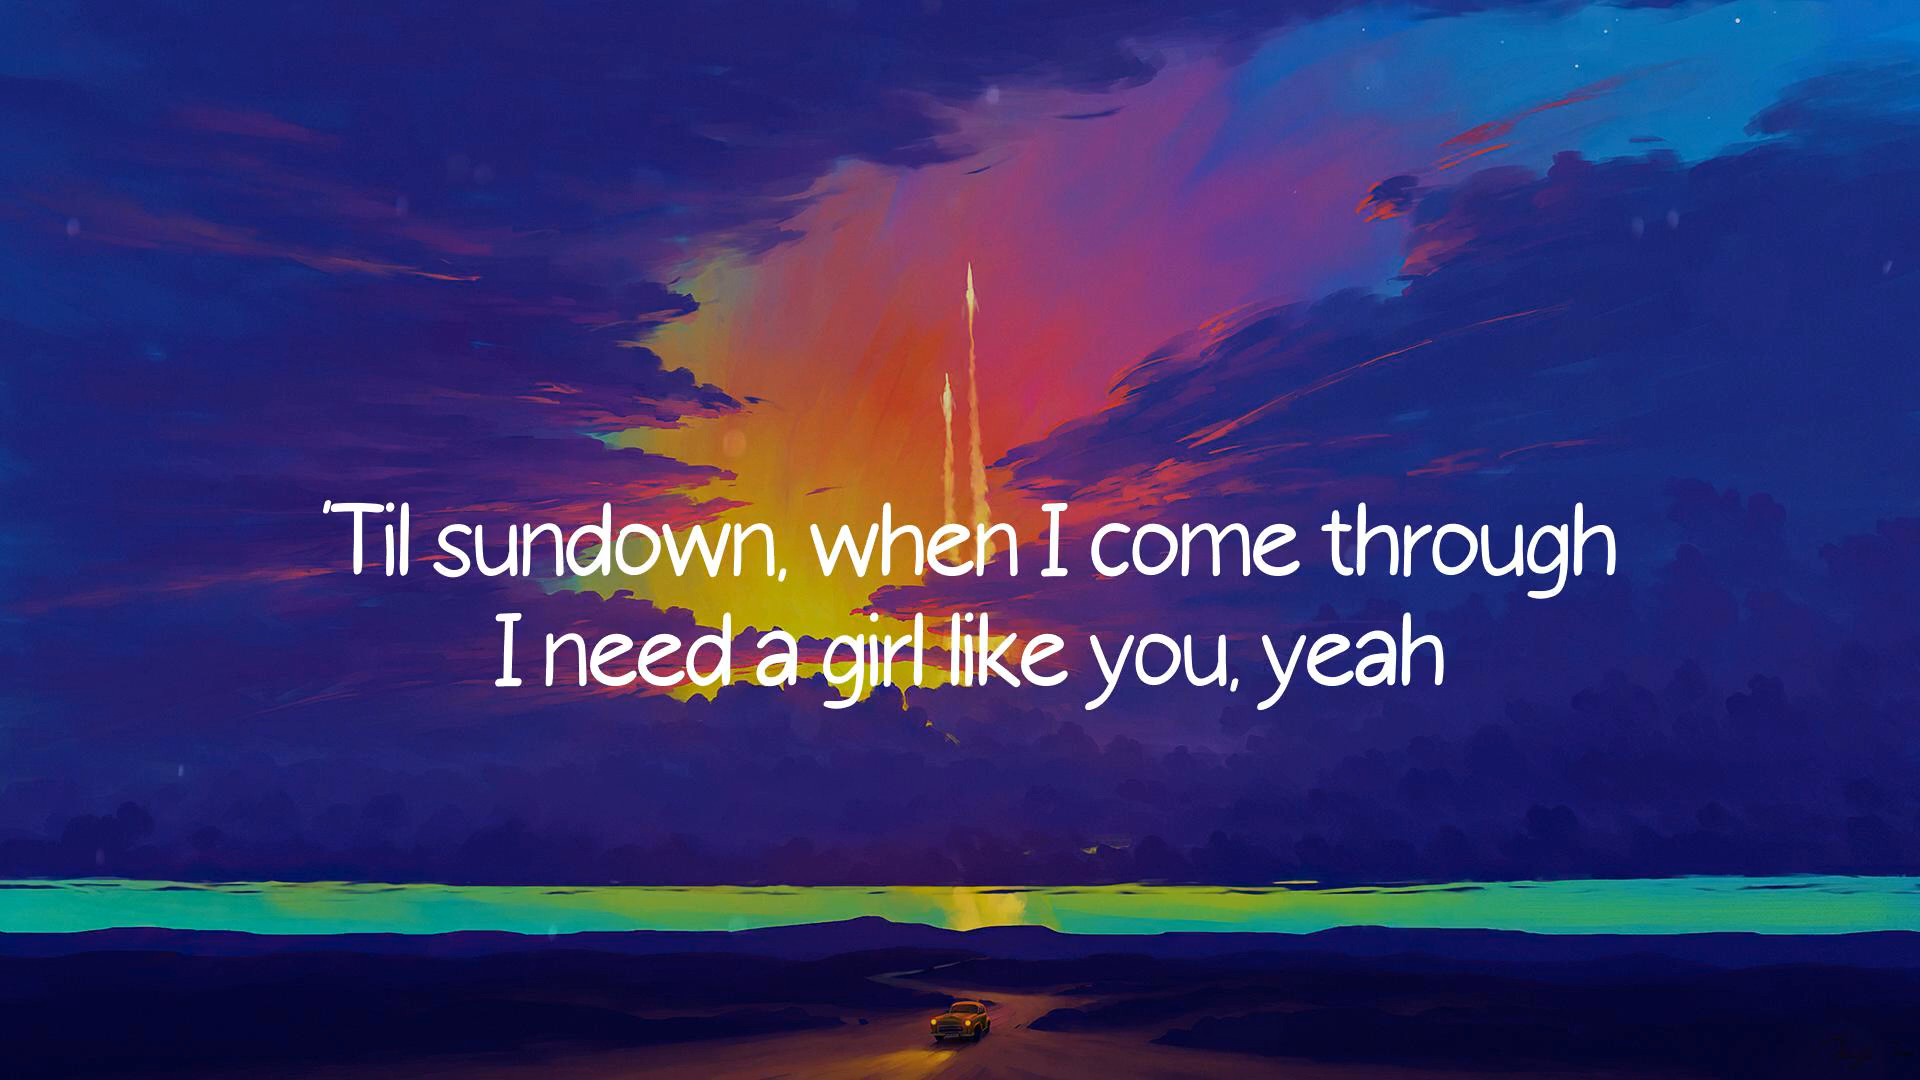 'Til sundown, when I come through
I need a girl like you, yeah